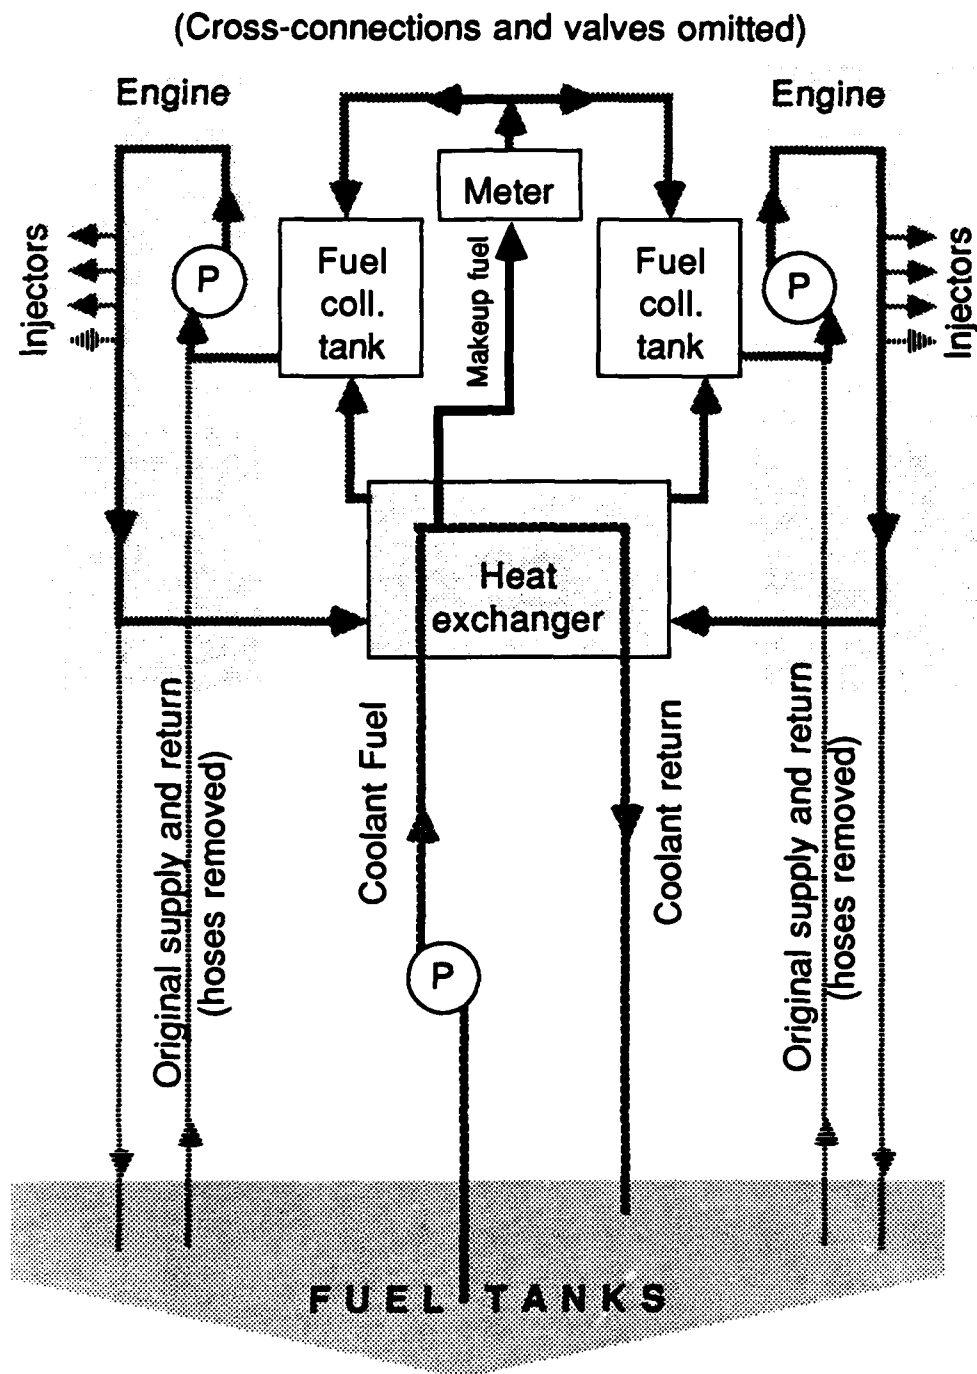 (Cross-connections and valves omitted)
Engine
Engine
Meter
Injectors
P
Fuel
coll.
tank
Makeup fuel
Fuel
coll.
tank
P
Injectors
Heat
exchanger
Original supply and return
(hoses removed)
Coolant Fuel
Coolant return
Original supply and return
(hoses removed)
P
FUEL TANKS